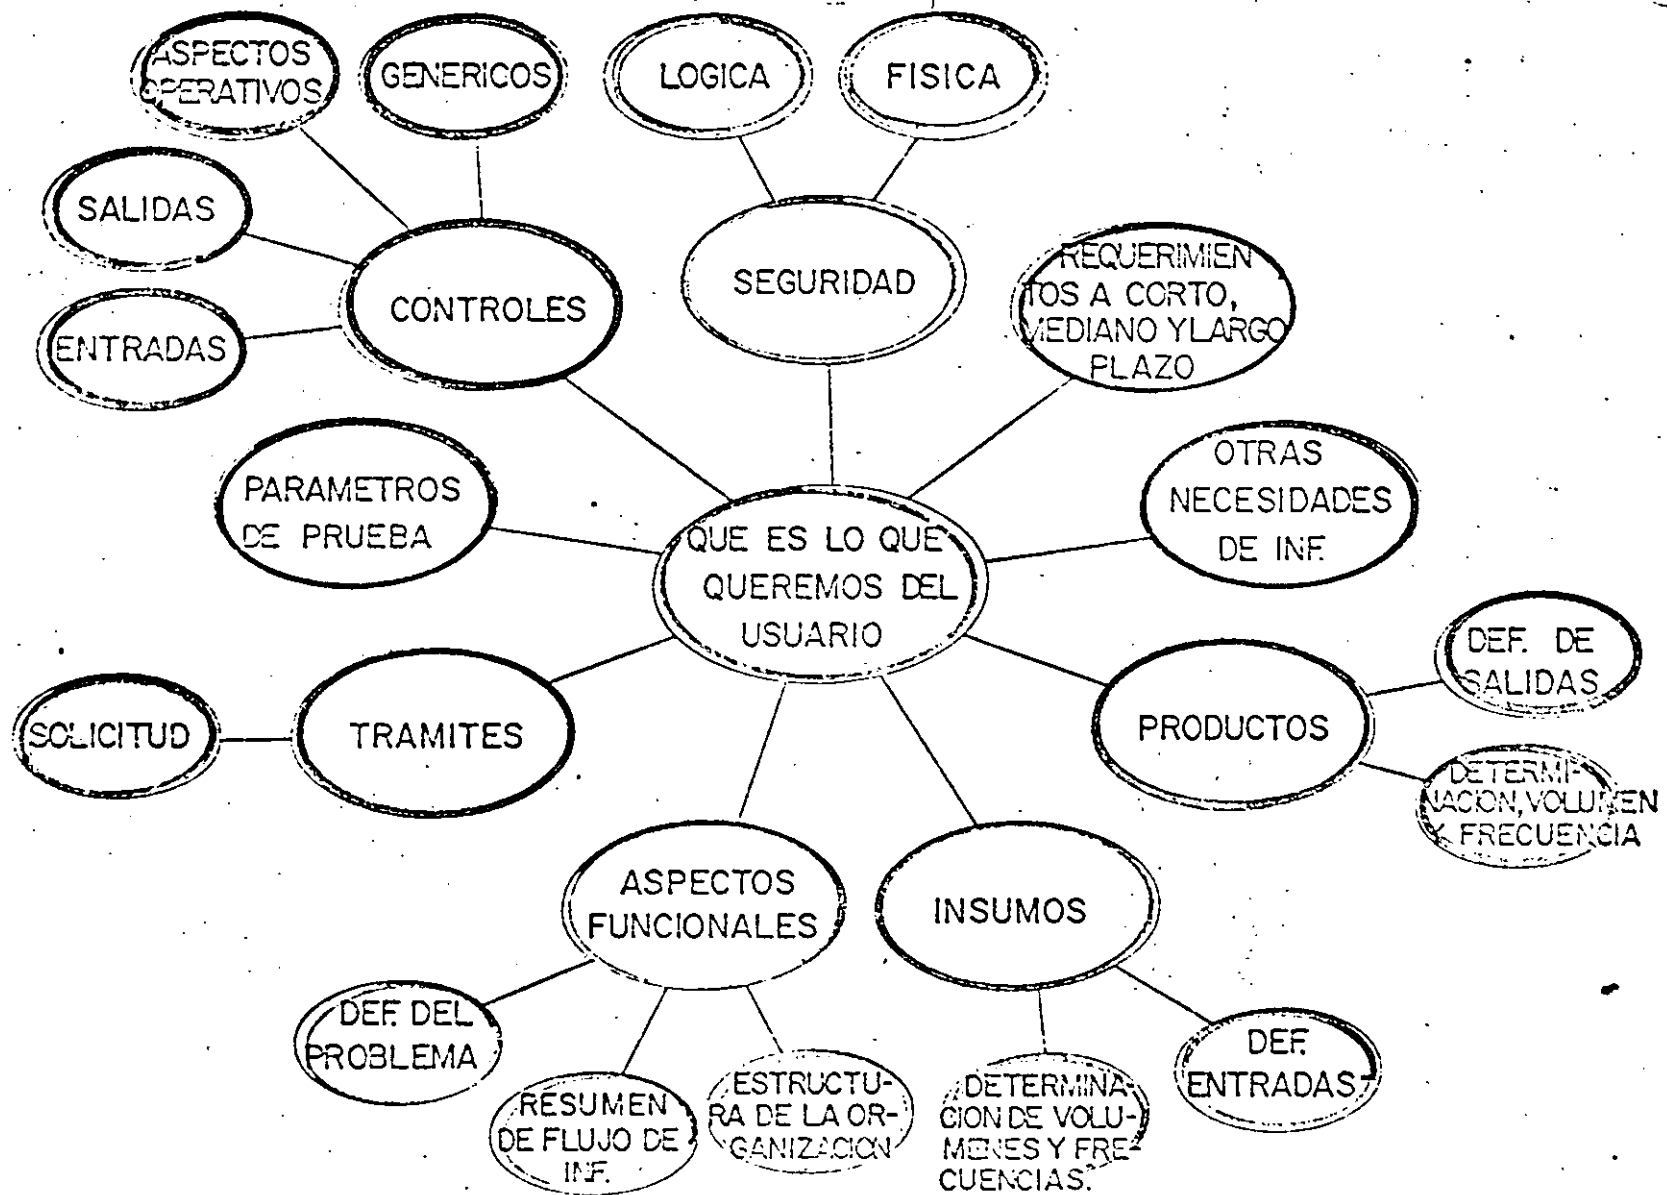 ASPECTOS
OPERATIVOS
GENERICOS
LOGICA
FISICA
SALIDAS
ENTRADAS
CONTROLES
SEGURIDAD
REQUERIMIEN
TOS A CORTO,
MEDIANO Y LARGO
PLAZO
PARAMETROS
DE PRUEBA
OTRAS
NECESIDADES
DE INF.
QUE ES LO QUE
QUEREMOS DEL
USUARIO
SOLICITUD
TRAMITES
PRODUCTOS
DEF. DE
SALIDAS
DETERMI-
NACION, VOLUMEN
Y FRECUENCIA
ASPECTOS
FUNCIONALES
INSUMOS
DEF. DEL
PROBLEMA
RESUMEN
DE FLUJO DE
INF.
ESTRUCTU-
RA DE LA OR-
GANIZACION
DETERMINA-
CION DE VOLU-
MENES Y FRE-
CUENCIAS.
DEF.
ENTRADAS